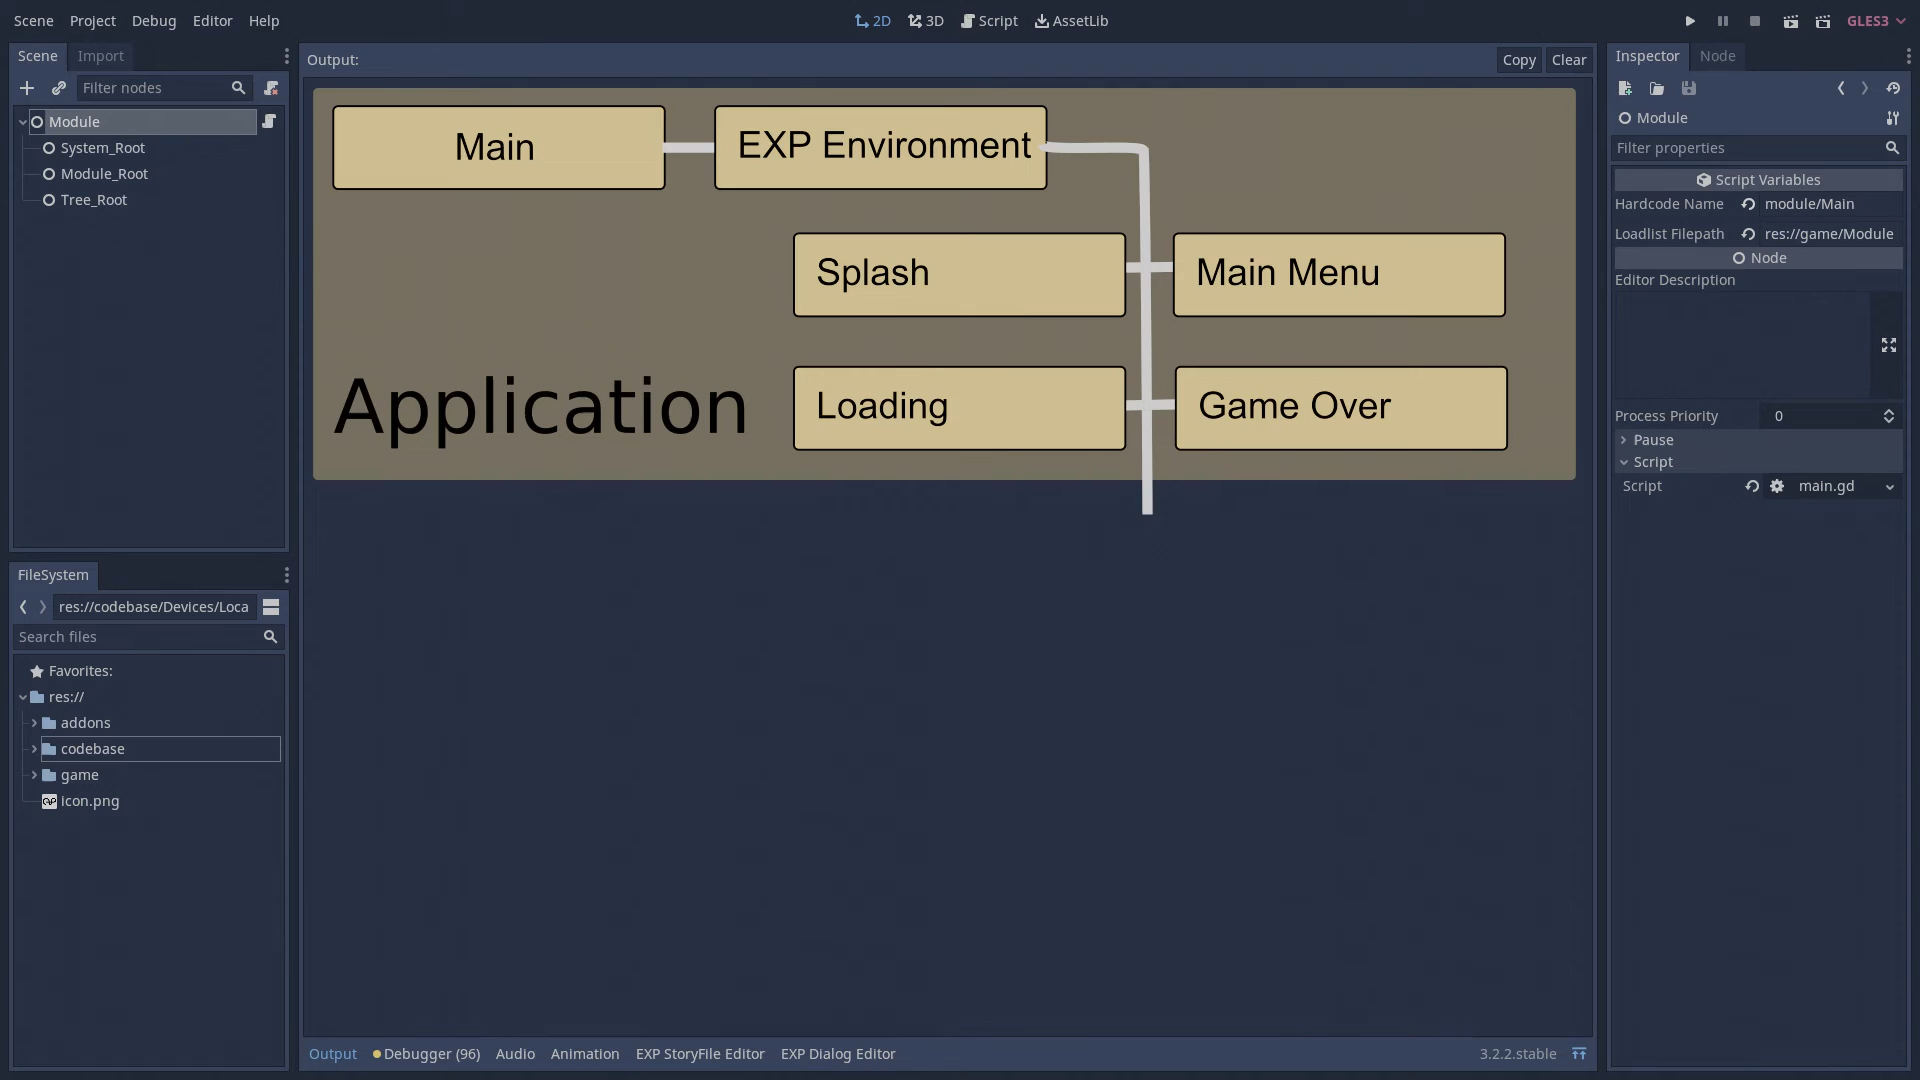 Scene Project Debug Editor Help
2D 3D Script AssetLib
GLES3
Scene Import
Filter nodes
Module
System_Root
Module_Root
Tree_Root
FileSystem
res://codebase/Devices/Loca
Search files
Favorites:
res://
addons
codebase
game
icon.png
Output:
Copy Clear
Main
EXP Environment
Splash
Main Menu
Application
Loading
Game Over
Output Debugger (96) Audio Animation EXP StoryFile Editor EXP Dialog Editor
3.2.2.stable
Inspector Node
Module
Filter properties
Script Variables
Hardcode Name module/Main
Loadlist Filepath res://game/Module
Node
Editor Description
Process Priority 0
Pause
Script
Script main.gd